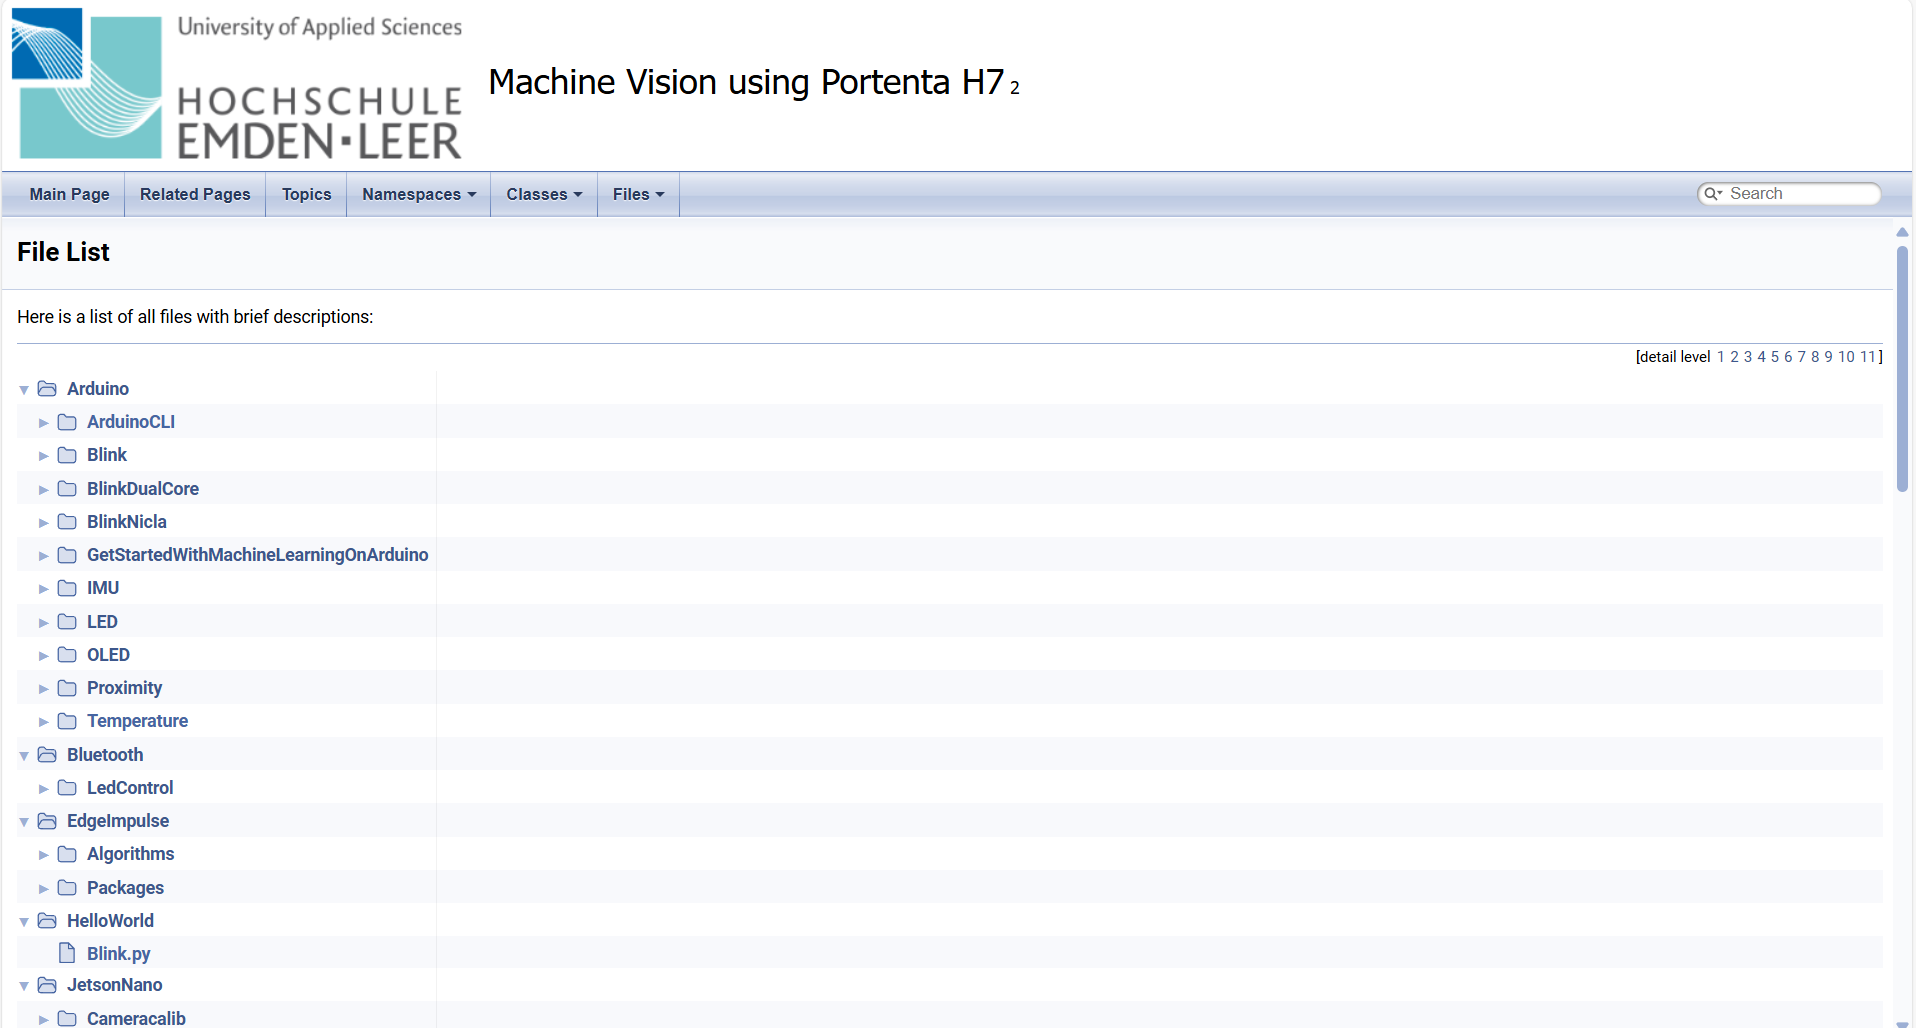 University of Applied Sciences
HOCHSCHULE
EMDEN·LEER
Machine Vision using Portenta H7 2
Main Page Related Pages Topics Namespaces Classes Files Search
File List
Here is a list of all files with brief descriptions:
[detail level 1 2 3 4 5 6 7 8 9 10 11]
Arduino
ArduinoCLI
Blink
BlinkDualCore
BlinkNicla
GetStartedWithMachineLearningOnArduino
IMU
LED
OLED
Proximity
Temperature
Bluetooth
LedControl
EdgeImpulse
Algorithms
Packages
HelloWorld
Blink.py
JetsonNano
Cameracalib